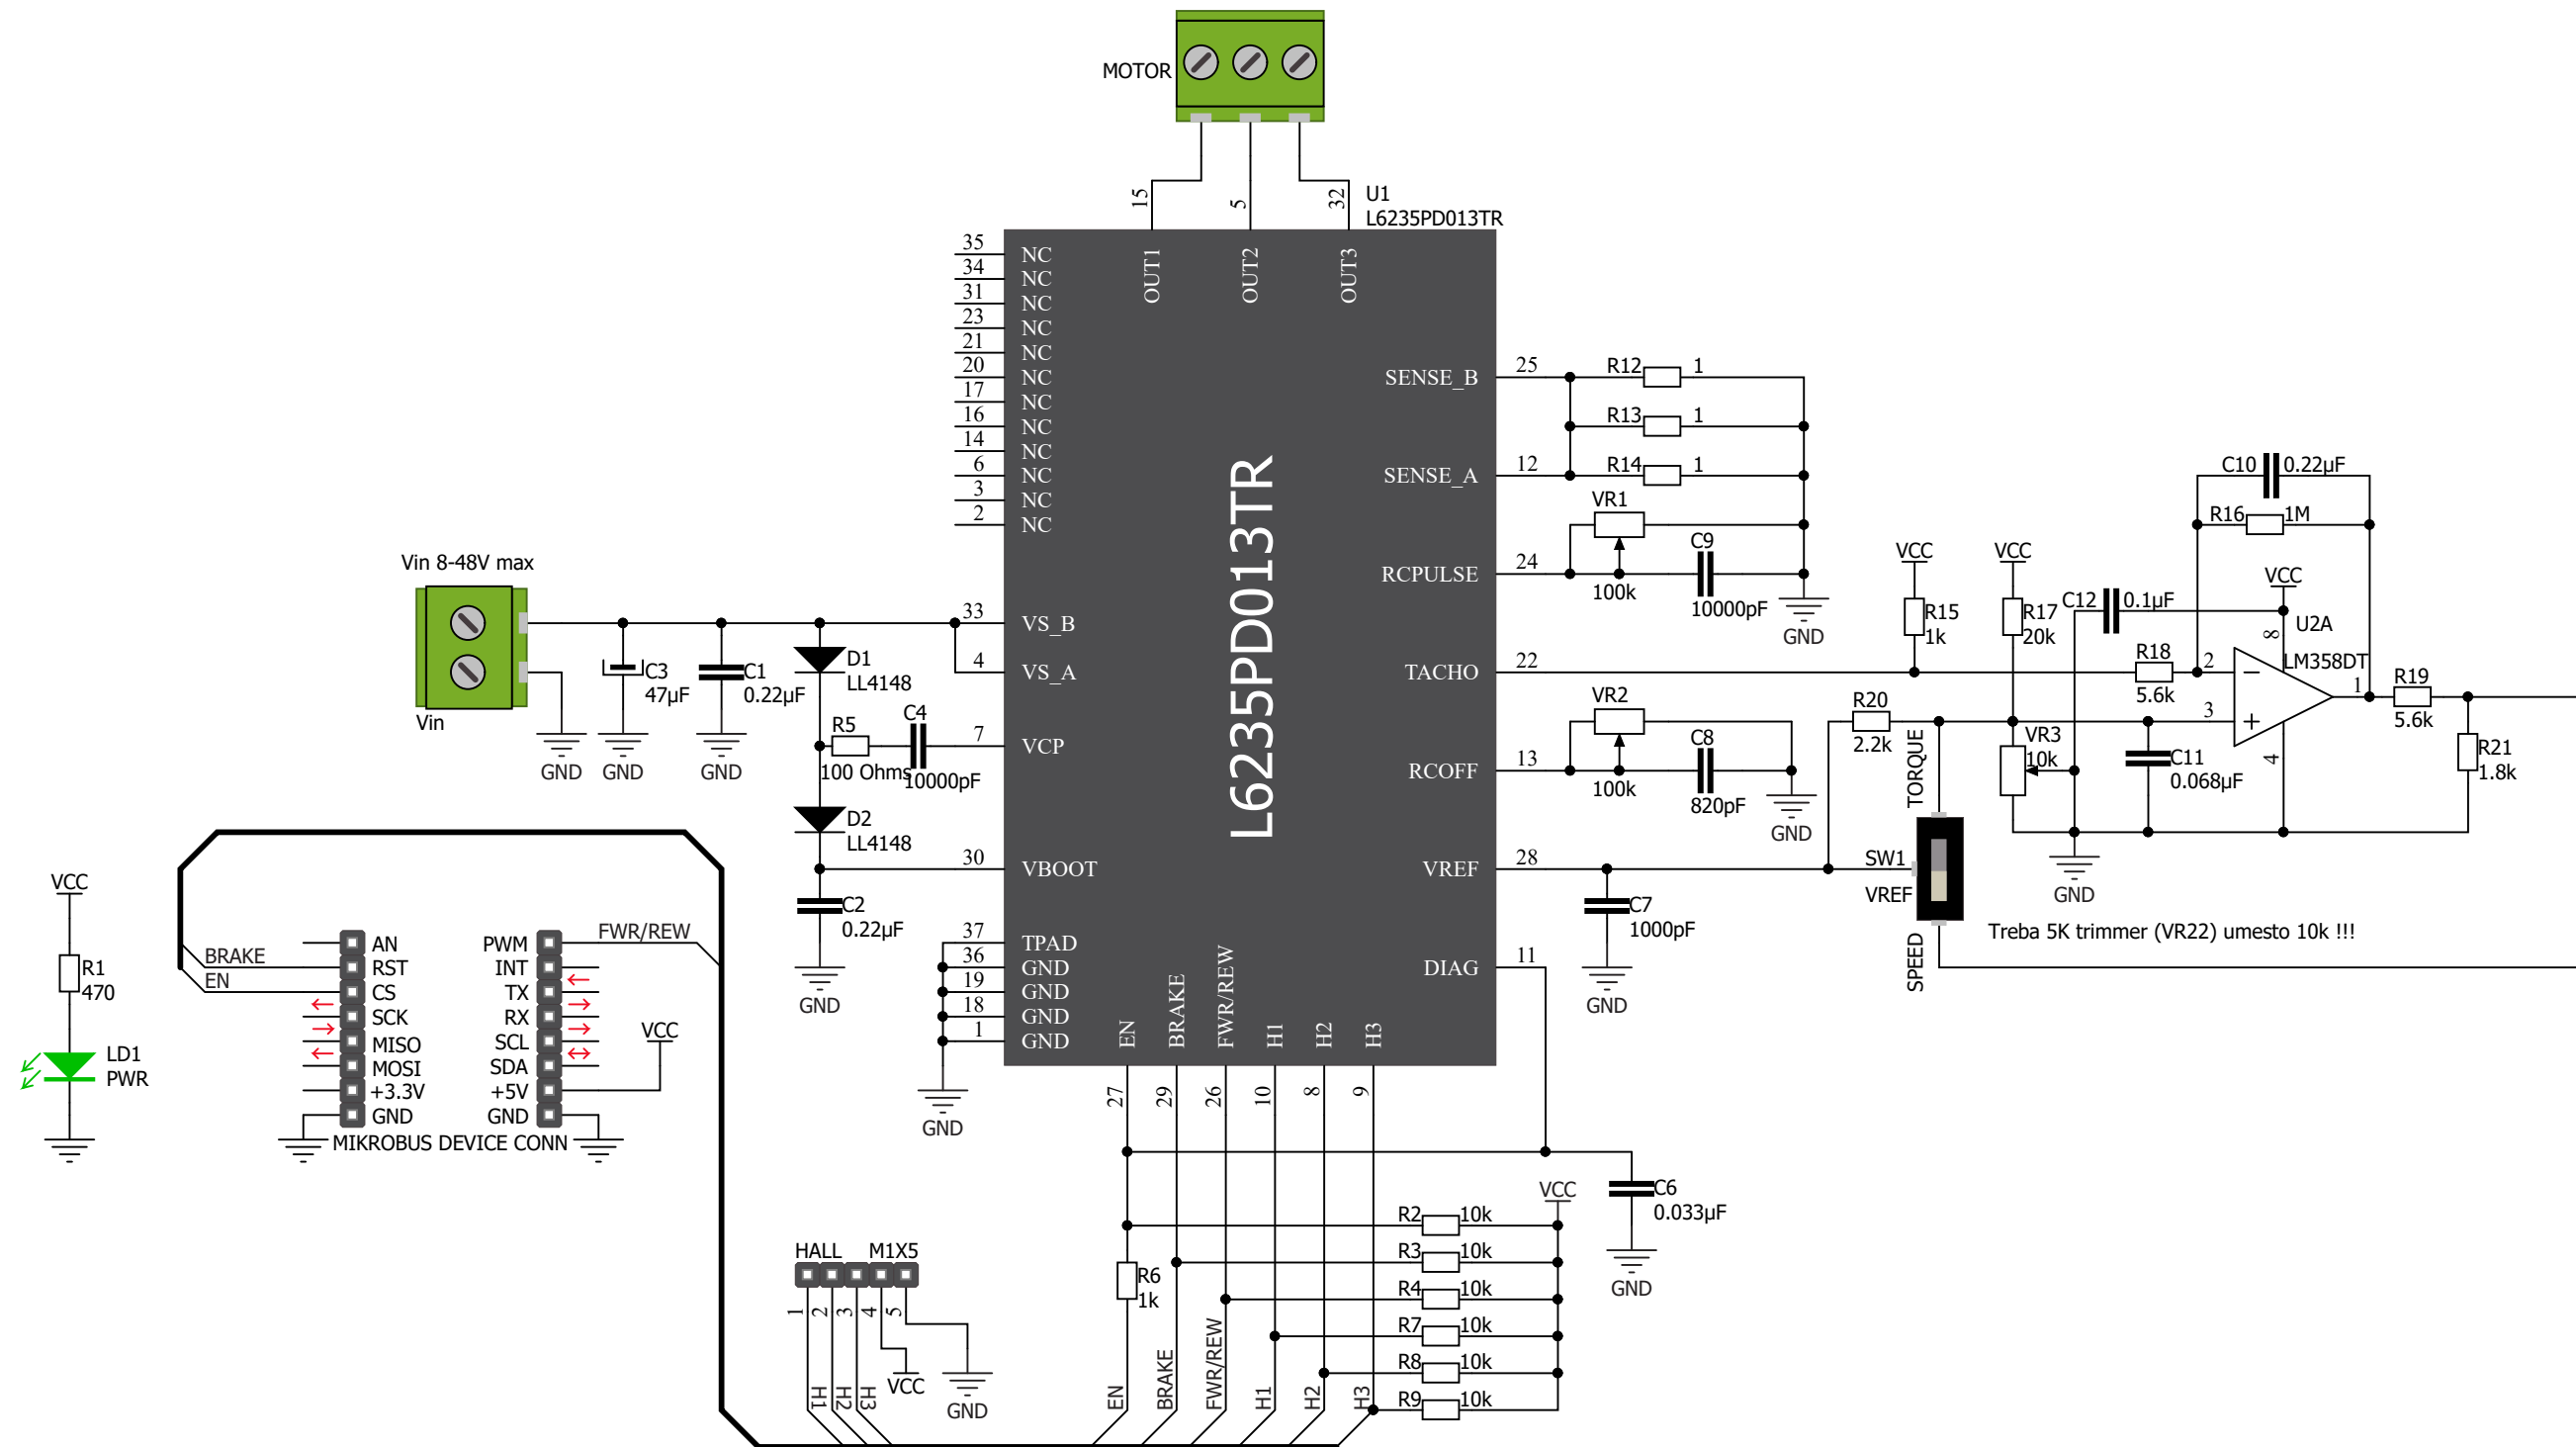 MOTOR
15
5
32
U1
L6235PD013TR
OUT1
OUT2
OUT3
35 NC
34 NC
31 NC
23 NC
21 NC
20 NC
17 NC
16 NC
14 NC
6 NC
3 NC
2 NC
33 VS_B
4 VS_A
7 VCP
30 VBOOT
37 TPAD
36 GND
19 GND
18 GND
1 GND
GND
L6235PD013TR
SENSE_B 25
SENSE_A 12
RCPULSE 24
TACHO 22
RCOFF 13
VREF 28
DIAG 11
EN
BRAKE
FWR/REW
H1
H2
H3
27
29
26
10
8
9
Vin 8-48V max
Vin
GND
C3
47µF
GND
C1
0.22µF
GND
D1
LL4148
R5
100 Ohms
C4
10000pF
D2
LL4148
C2
0.22µF
GND
R12 1
R13 1
R14 1
VR1
100k
C9
10000pF
GND
VR2
100k
C8
820pF
GND
VCC
R15
1k
VCC
R17
20k
C12 0.1µF
C10 0.22µF
R16 1M
VCC
8
U2A
LM358DT
R18
5.6k
2
3
1
4
R19
5.6k
R21
1.8k
R20
2.2k
VR3
10k
C11
0.068µF
GND
TORQUE
SW1
VREF
SPEED
Treba 5K trimmer (VR22) umesto 10k !!!
C7
1000pF
GND
VCC
R1
470
LD1
PWR
BRAKE
EN
FWR/REW
AN PWM
RST INT
CS TX
SCK RX
MISO SCL
MOSI SDA
+3.3V +5V
GND GND
VCC
MIKROBUS DEVICE CONN
HALL M1X5
1
2
3
4
5
H1
H2
H3
VCC
GND
R6
1k
EN
BRAKE
FWR/REW
H1
H2
H3
VCC
R2 10k
R3 10k
R4 10k
R7 10k
R8 10k
R9 10k
C6
0.033µF
GND